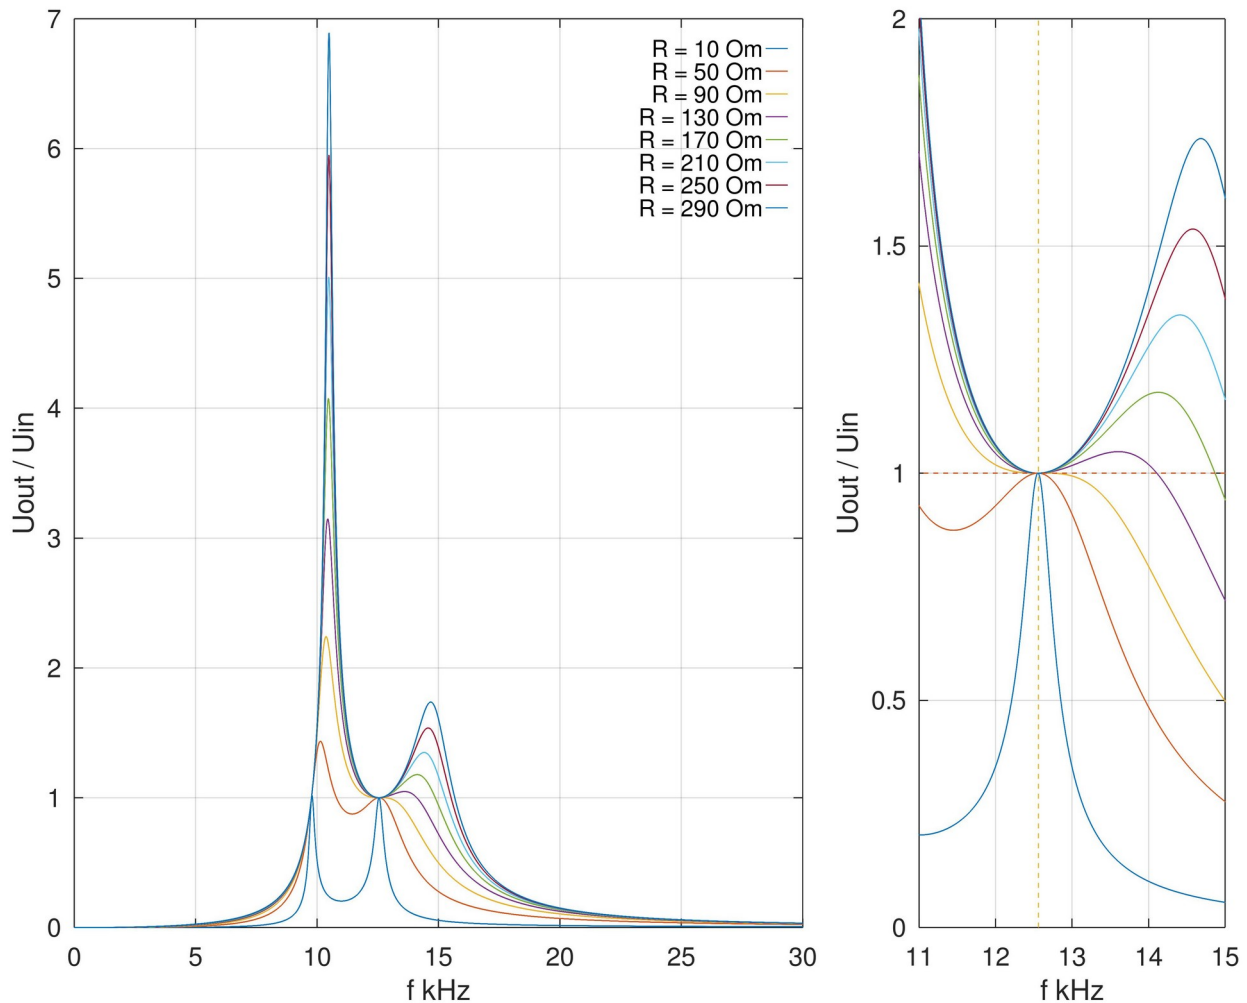 7
6
5
4
3
2
1
0
Uout / Uin
R = 10 Om
R = 50 Om
R = 90 Om
R = 130 Om
R = 170 Om
R = 210 Om
R = 250 Om
R = 290 Om
0 5 10 15 20 25 30
f kHz
2
1.5
1
0.5
0
Uout / Uin
11 12 13 14 15
f kHz